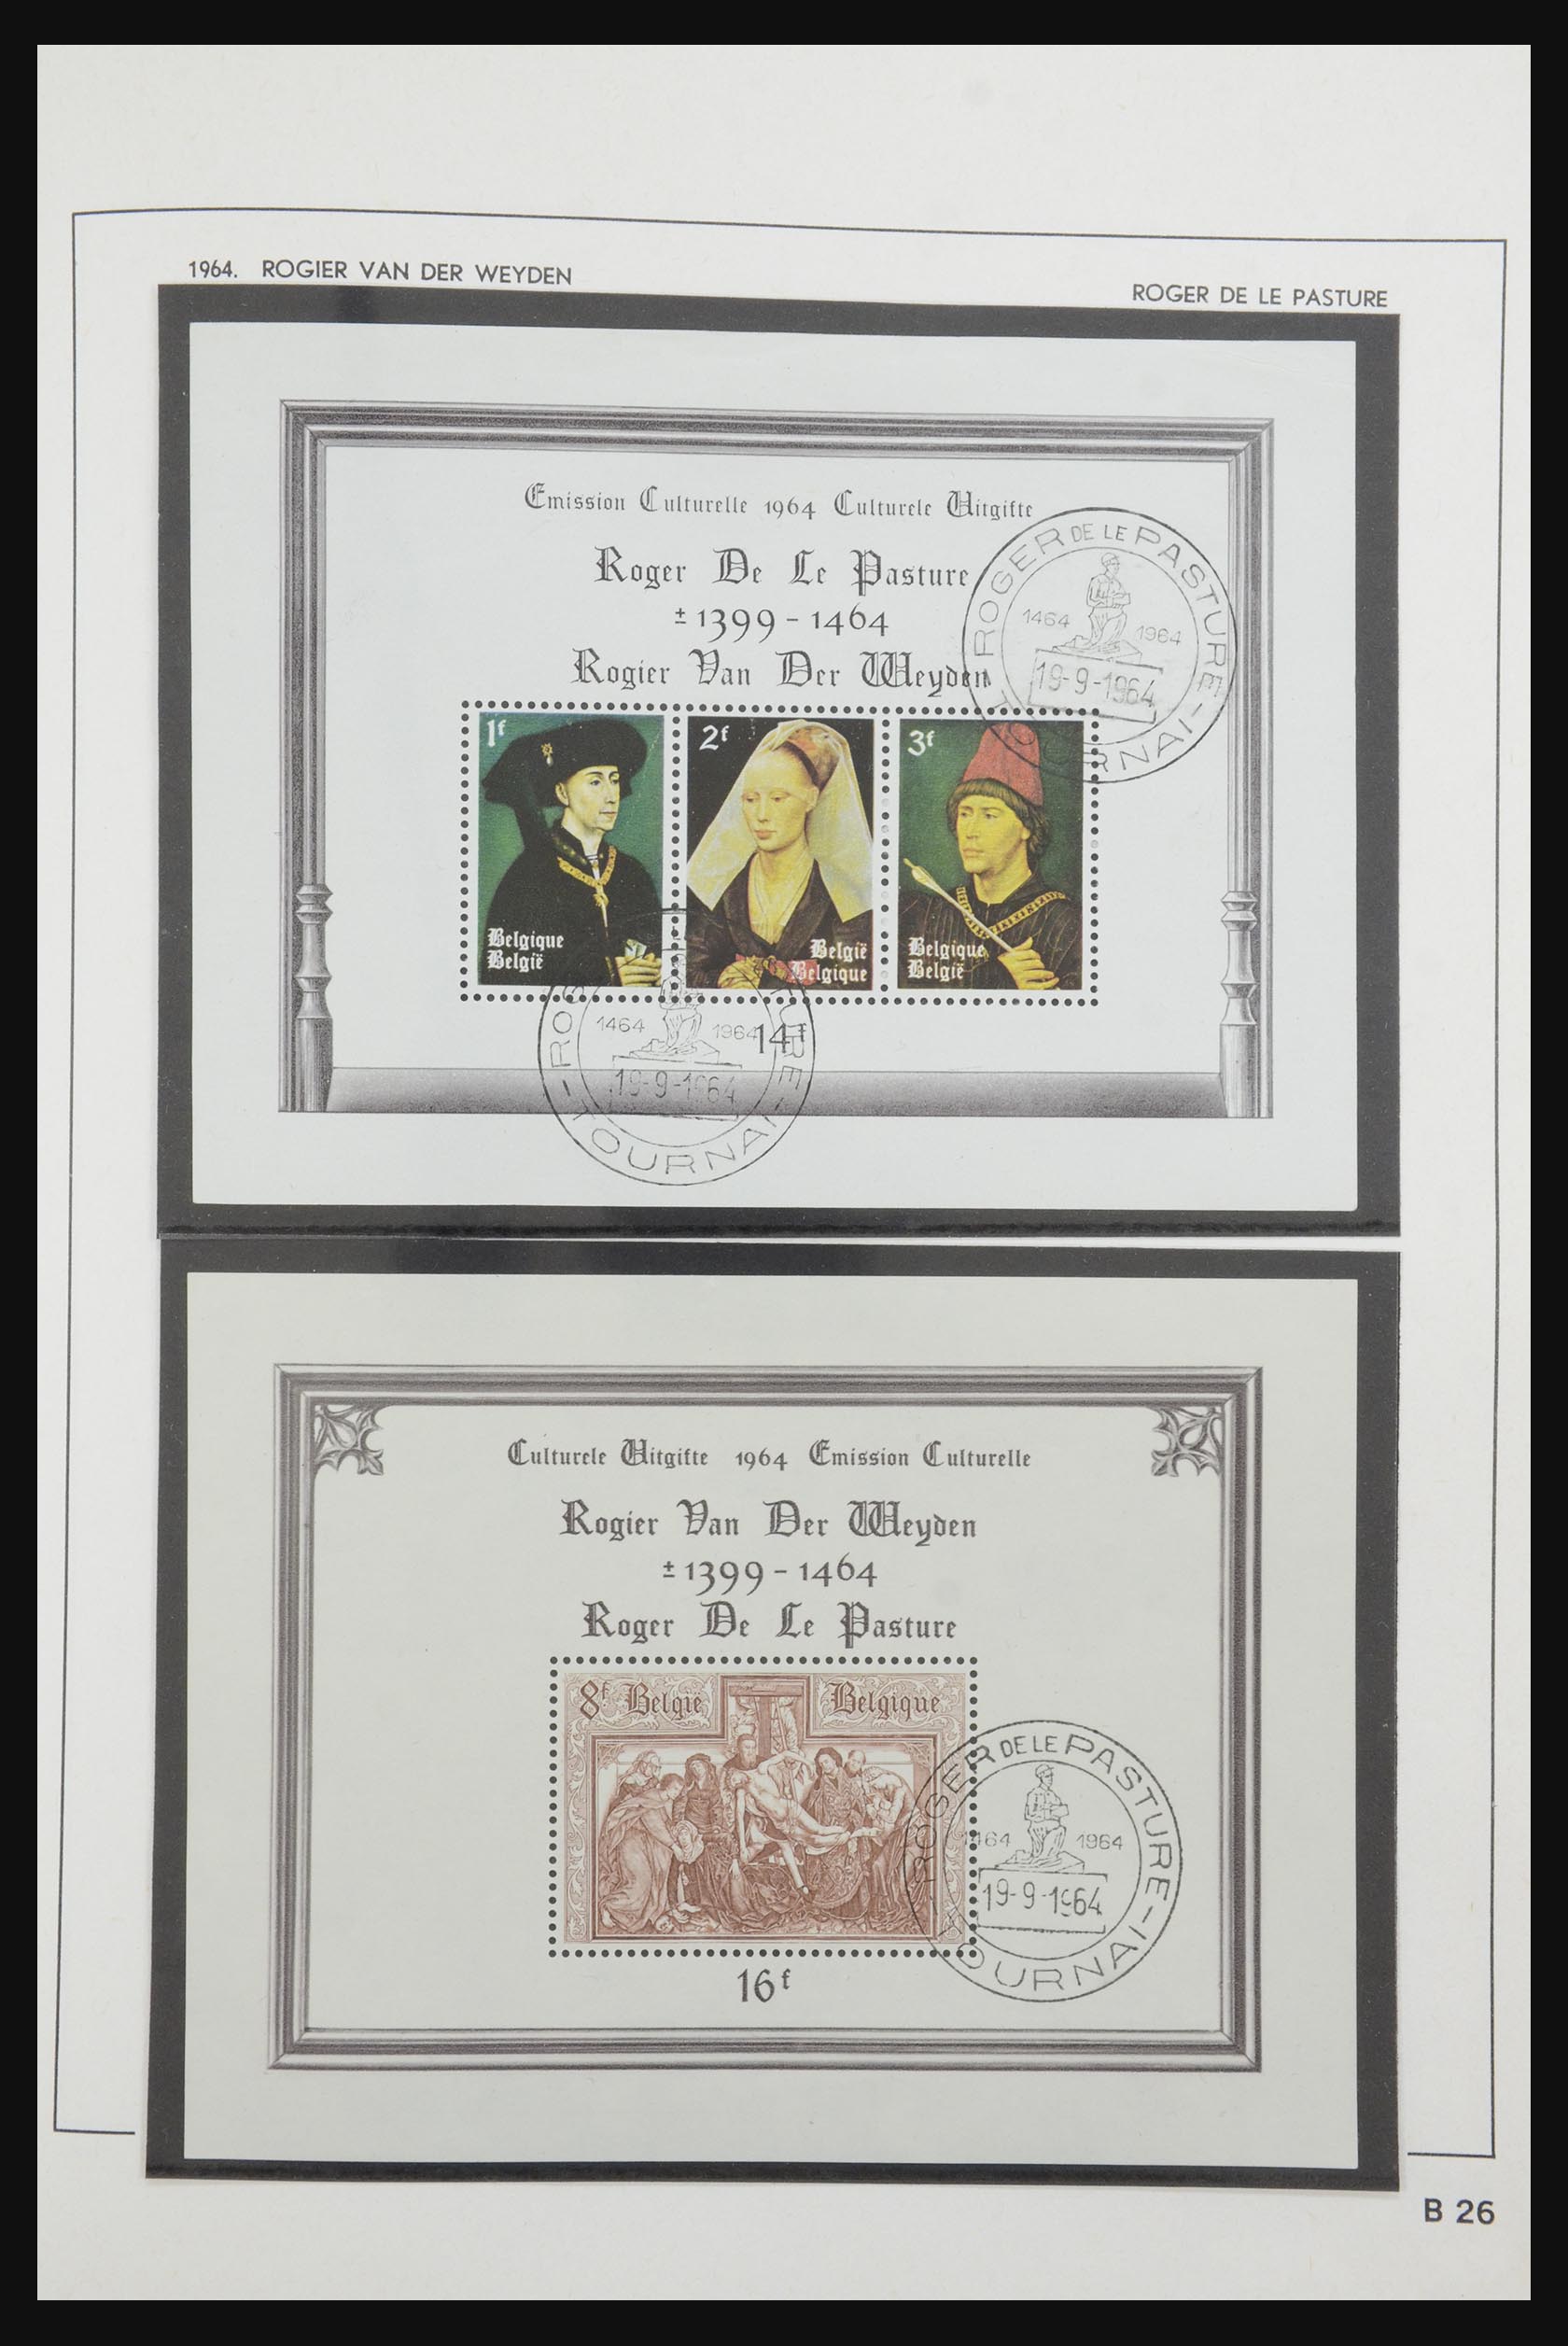 1964. ROGIER VAN DER WEYDEN
ROGER DE LE PASTURE
Emission Culturelle 1964 Culturele Uitgifte
Roger De Le Pasture
± 1399 - 1464
Rogier Van Der Weyden
ROGER DE LE PASTURE
1464 1964
19-9-1964
TOURNAI
1f
2f
3f
Belgique
België
België
Belgique
Belgique
België
1464 1964
14f
19-9-1964
TOURNAI
Culturele Uitgifte 1964 Emission Culturelle
Rogier Van Der Weyden
± 1399 - 1464
Roger De Le Pasture
8f België Belgique
ROGER DE LE PASTURE
1464 1964
19-9-1964
TOURNAI
16f
B 26